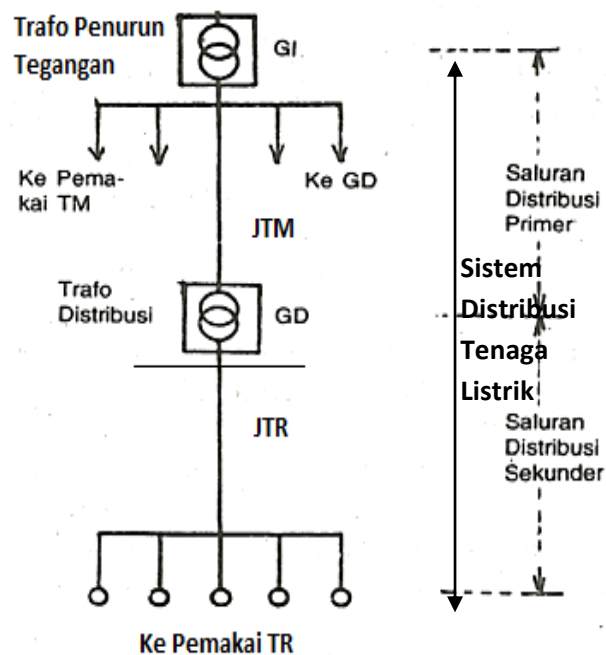 Trafo Penurun
Tegangan
GI
Ke Pema-
kai TM
Ke GD
Saluran
Distribusi
Primer
JTM
Sistem
Distribusi
Tenaga
Listrik
Trafo
Distribusi
GD
JTR
Saluran
Distribusi
Sekunder
Ke Pemakai TR